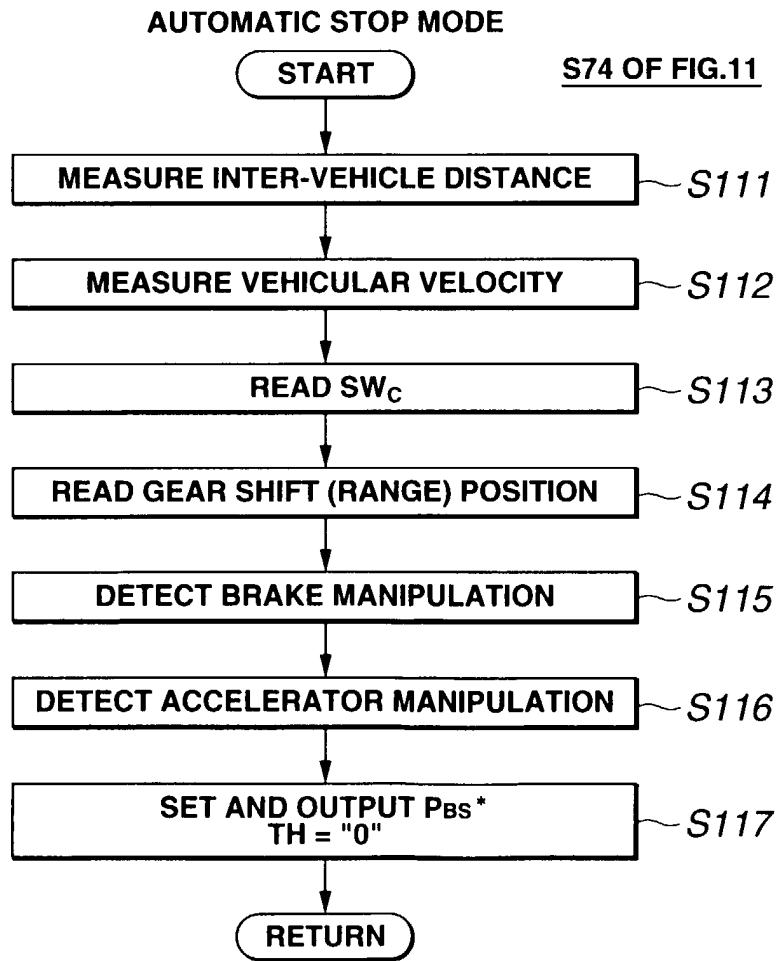 AUTOMATIC STOP MODE
START
S74 OF FIG.11
MEASURE INTER-VEHICLE DISTANCE
S111
MEASURE VEHICULAR VELOCITY
S112
READ SWC
S113
READ GEAR SHIFT (RANGE) POSITION
S114
DETECT BRAKE MANIPULATION
S115
DETECT ACCELERATOR MANIPULATION
S116
SET AND OUTPUT PBS*
TH = "0"
S117
RETURN